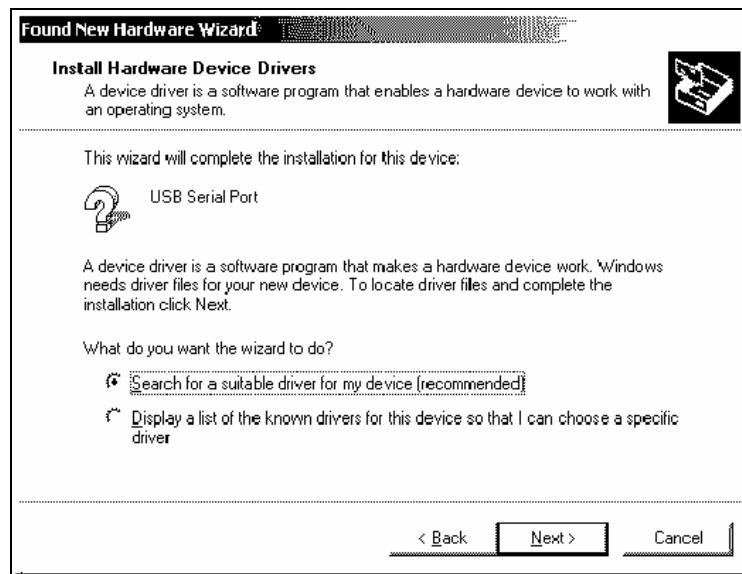 Found New Hardware Wizard
Install Hardware Device Drivers
A device driver is a software program that enables a hardware device to work with
an operating system.
This wizard will complete the installation for this device:
USB Serial Port
A device driver is a software program that makes a hardware device work. Windows
needs driver files for your new device. To locate driver files and complete the
installation click Next.
What do you want the wizard to do?
Search for a suitable driver for my device (recommended)
Display a list of the known drivers for this device so that I can choose a specific
driver
< Back Next > Cancel